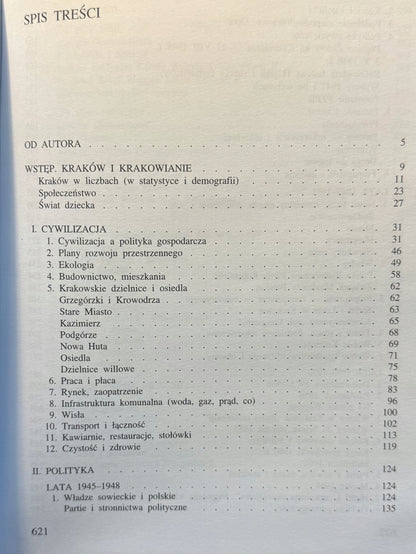 SPIS TREŚCI
OD AUTORA . . . 5
WSTĘP. KRAKÓW I KRAKOWIANIE . . . 9
Kraków w liczbach (w statystyce i demografii) . . . 11
Społeczeństwo . . . 23
Świat dziecka . . . 27
I. CYWILIZACJA . . . 31
1. Cywilizacja a polityka gospodarcza . . . 31
2. Plany rozwoju przestrzennego . . . 46
3. Ekologia . . . 49
4. Budownictwo, mieszkania . . . 58
5. Krakowskie dzielnice i osiedla . . . 62
Grzegórzki i Krowodrza . . . 62
Stare Miasto . . . 63
Kazimierz . . . 65
Podgórze . . . 68
Nowa Huta . . . 69
Osiedla . . . 71
Dzielnice willowe . . . 75
6. Praca i płaca . . . 78
7. Rynek, zaopatrzenie . . . 83
8. Infrastruktura komunalna (woda, gaz, prąd, co) . . . 96
9. Wisła . . . 100
10. Transport i łączność . . . 102
11. Kawiarnie, restauracje, stołówki . . . 113
12. Czystość i zdrowie . . . 119
II. POLITYKA . . . 124
LATA 1945–1948 . . . 124
1. Władze sowieckie i polskie . . . 124
Partie i stronnictwa polityczne . . . 135
621